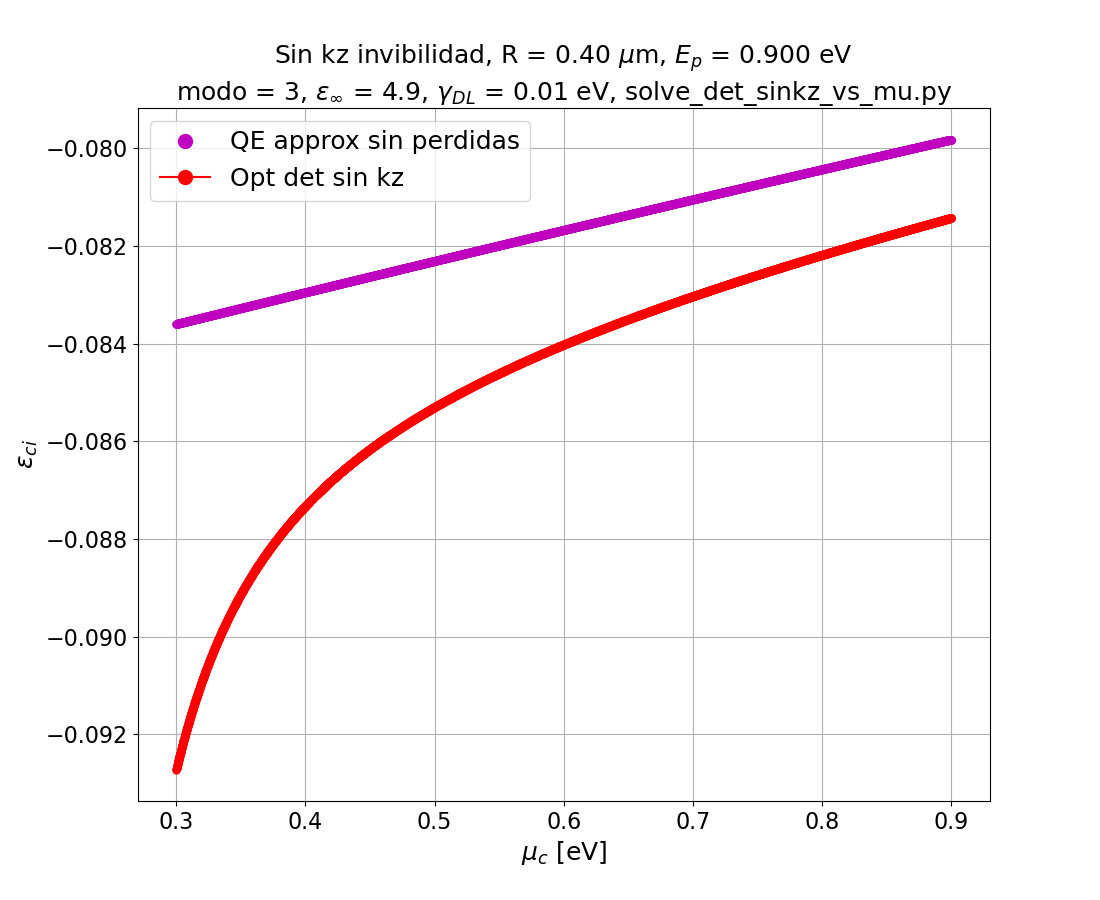 Sin kz invibilidad, R = 0.40 μm, E_p = 0.900 eV
modo = 3, ε_∞ = 4.9, γ_DL = 0.01 eV, solve_det_sinkz_vs_mu.py
QE approx sin perdidas
Opt det sin kz
−0.080
−0.082
−0.084
−0.086
−0.088
−0.090
−0.092
ε_ci
0.3 0.4 0.5 0.6 0.7 0.8 0.9
μ_c [eV]